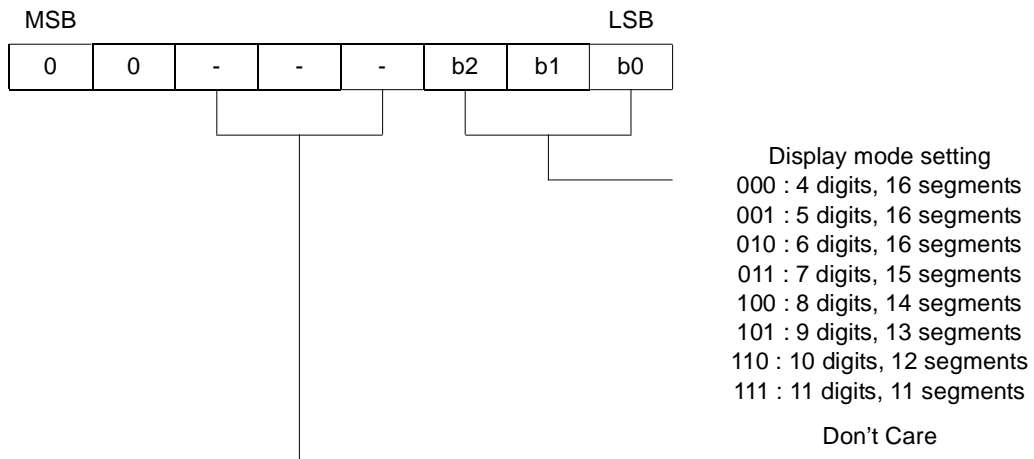 MSB LSB
0 0 - - - b2 b1 b0
Display mode setting
000 : 4 digits, 16 segments
001 : 5 digits, 16 segments
010 : 6 digits, 16 segments
011 : 7 digits, 15 segments
100 : 8 digits, 14 segments
101 : 9 digits, 13 segments
110 : 10 digits, 12 segments
111 : 11 digits, 11 segments
Don't Care